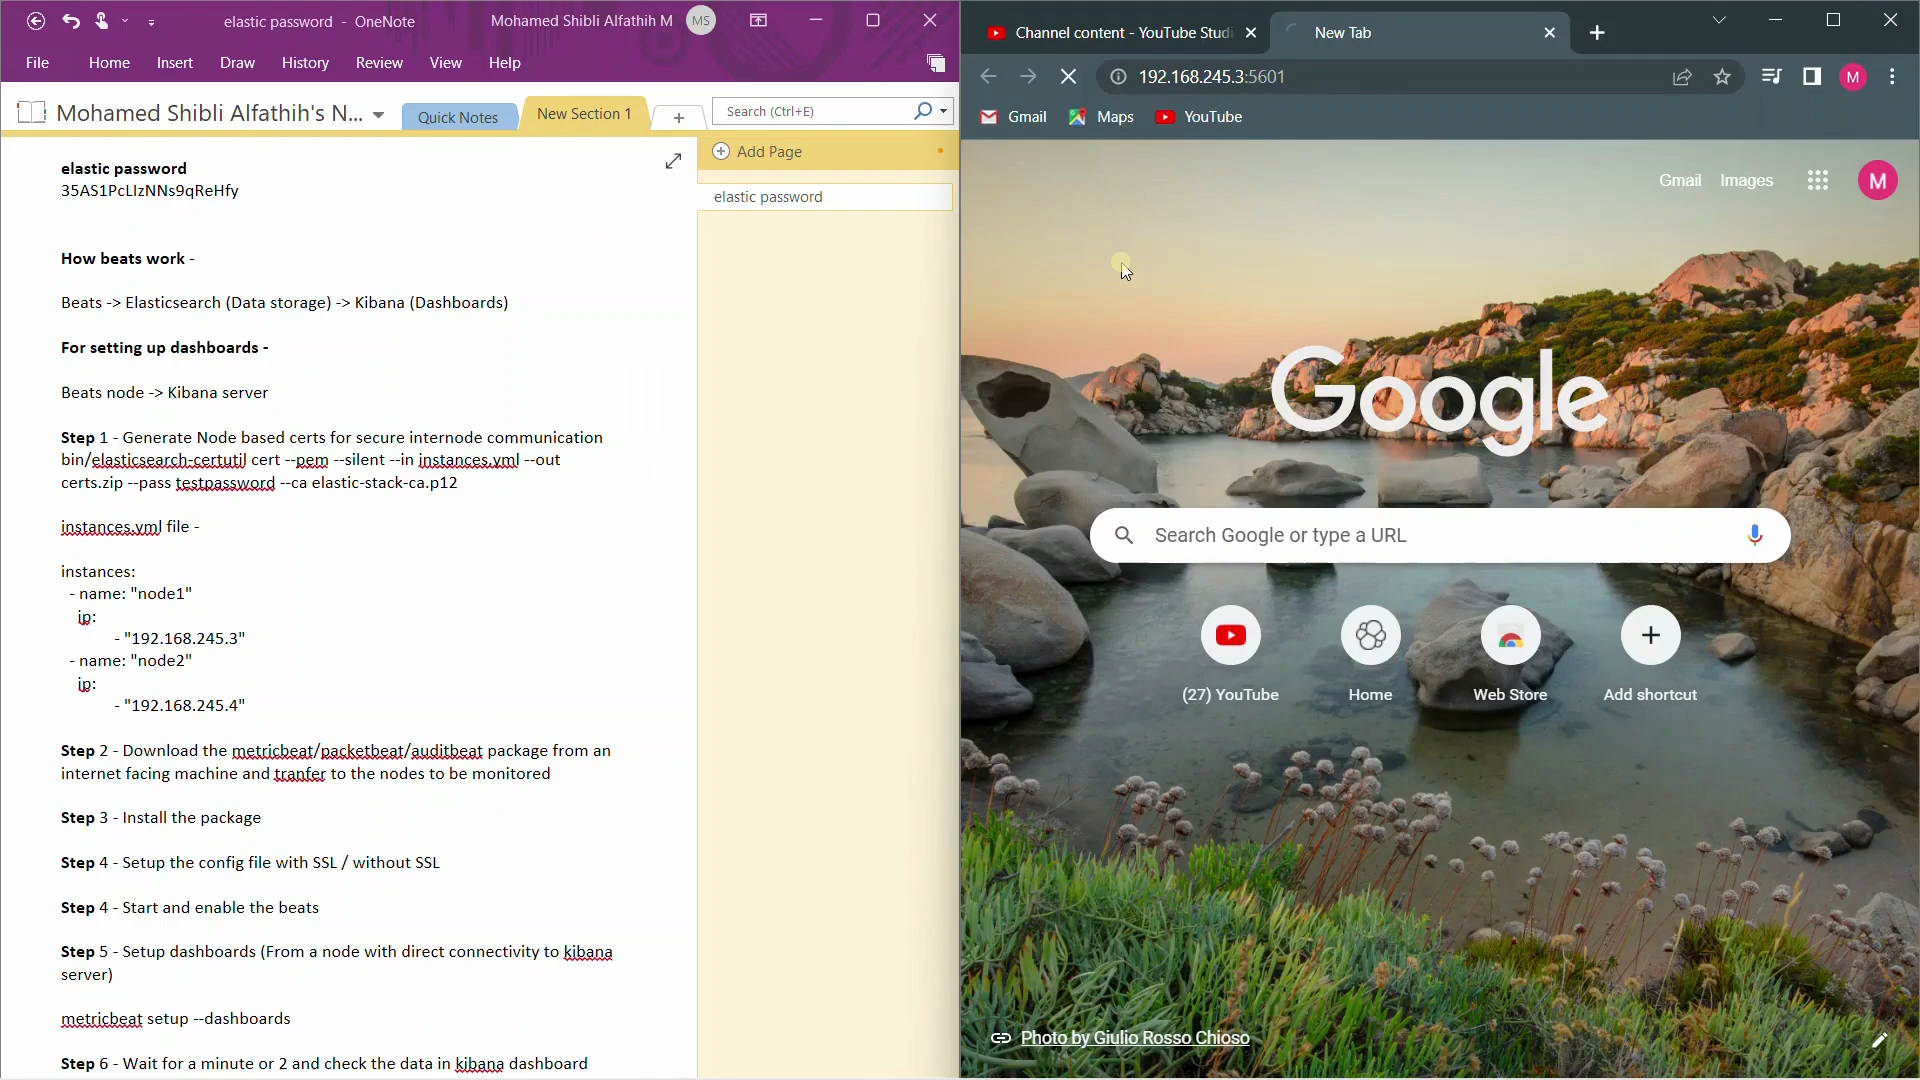 elastic password - OneNote
Mohamed Shibli Alfathih M
MS
File
Home
Insert
Draw
History
Review
View
Help
Mohamed Shibli Alfathih's N...
Quick Notes
New Section 1
Search (Ctrl+E)
Add Page
elastic password
elastic password
35AS1PcLIzNNs9qReHfy
How beats work -
Beats -> Elasticsearch (Data storage) -> Kibana (Dashboards)
For setting up dashboards -
Beats node -> Kibana server
Step 1 - Generate Node based certs for secure internode communication
bin/elasticsearch-certutil cert --pem --silent --in instances.yml --out
certs.zip --pass testpassword --ca elastic-stack-ca.p12
instances.yml file -
instances:
- name: "node1"
ip:
- "192.168.245.3"
- name: "node2"
ip:
- "192.168.245.4"
Step 2 - Download the metricbeat/packetbeat/auditbeat package from an
internet facing machine and tranfer to the nodes to be monitored
Step 3 - Install the package
Step 4 - Setup the config file with SSL / without SSL
Step 4 - Start and enable the beats
Step 5 - Setup dashboards (From a node with direct connectivity to kibana
server)
metricbeat setup --dashboards
Step 6 - Wait for a minute or 2 and check the data in kibana dashboard
Channel content - YouTube Studi
New Tab
192.168.245.3:5601
M
Gmail
Maps
YouTube
Gmail
Images
M
Google
Search Google or type a URL
(27) YouTube
Home
Web Store
Add shortcut
Photo by Giulio Rosso Chioso